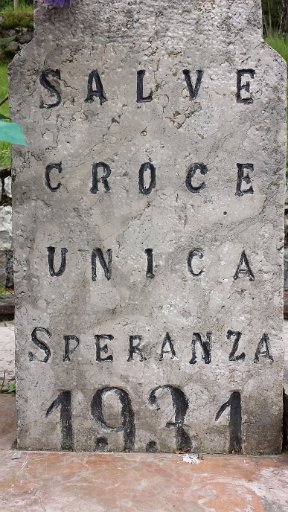 SALVE
CROCE
UNICA
SPERANZA
1931